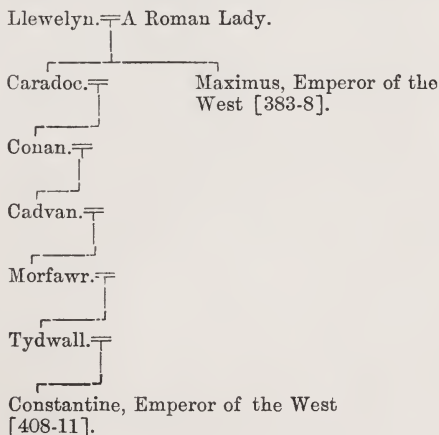 Llewelyn.╤A Roman Lady.
Caradoc.╤ Maximus, Emperor of the
West [383-8].
Conan.╤
Cadvan.╤
Morfawr.╤
Tydwall.╤
Constantine, Emperor of the West
[408-11].